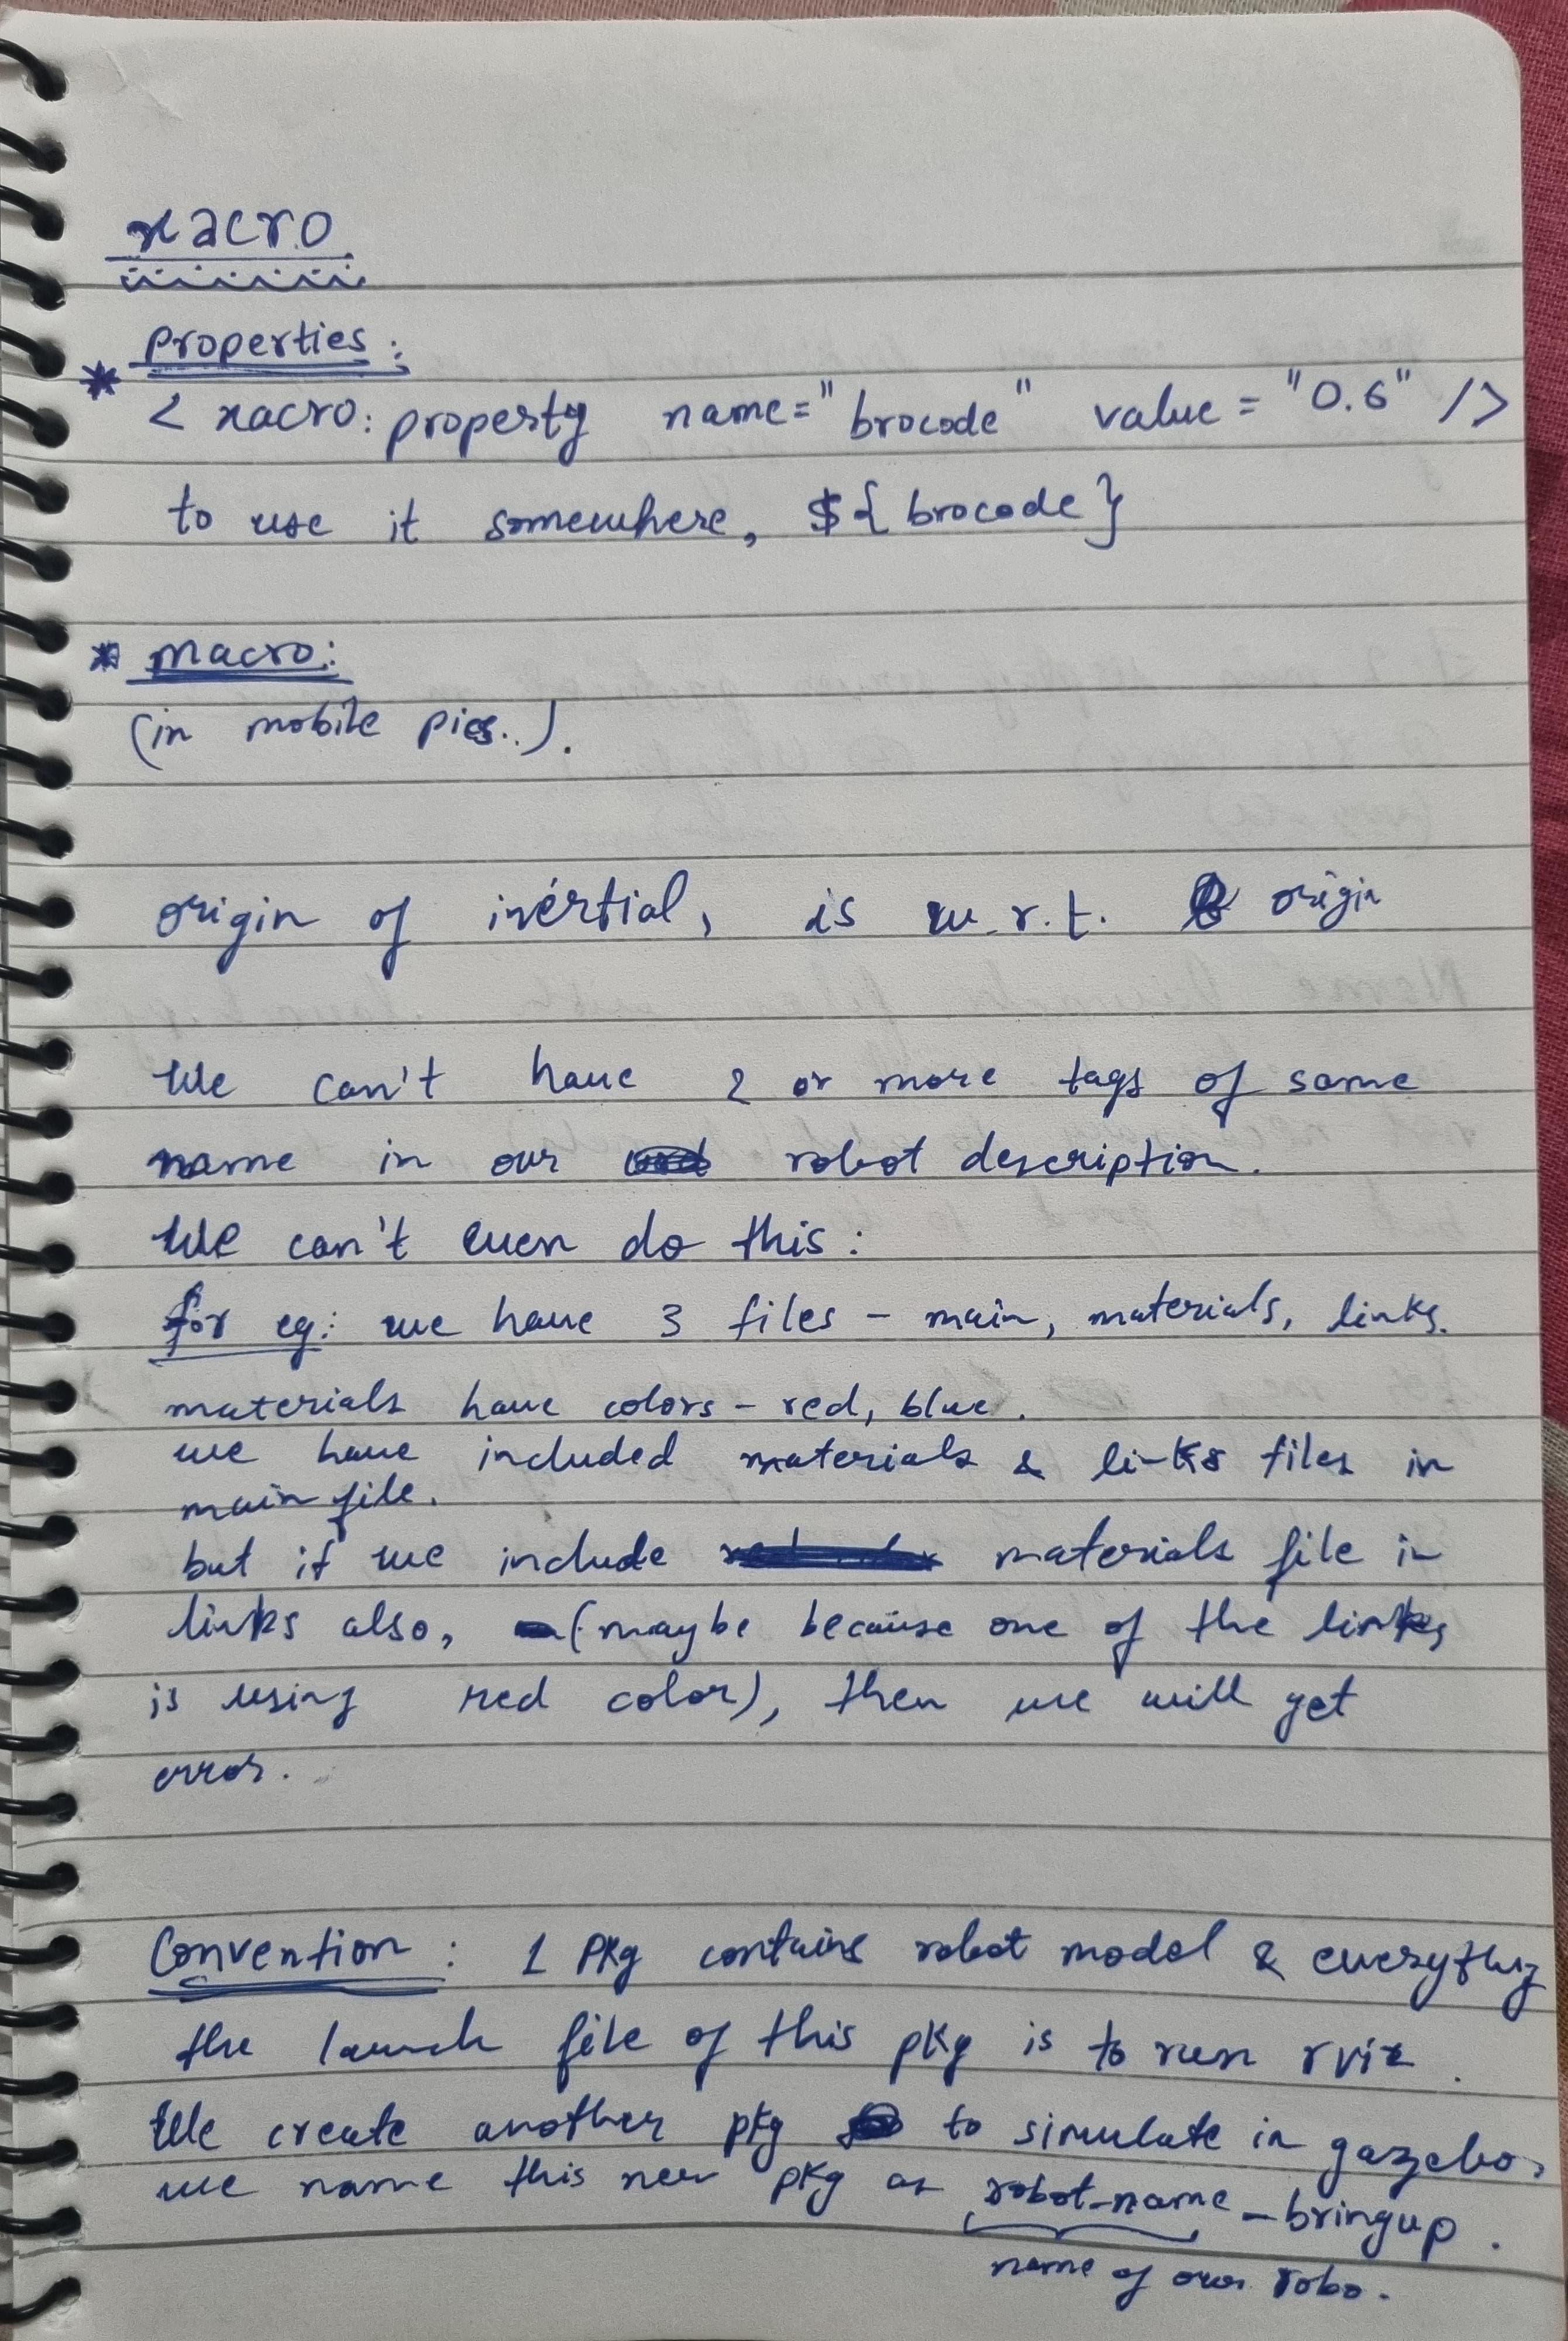 xacro
properties:
* < xacro: property name="brocode" value = "0.6" />
to use it somewhere, ${brocode}
* macro:
(in mobile pics..).
origin of inertial, is w.r.t. origin
We can't have 2 or more tags of same
name in our robot description.
We can't even do this:
for eg: we have 3 files - main, materials, links.
materials have colors - red, blue.
we have included materials & links files in
main file.
but if we include materials file in
links also, (maybe because one of the links
is using red color), then we will get
error.
Convention: 1 pkg contains robot model & everything
the launch file of this pkg is to run rviz.
We create another pkg to simulate in gazebo,
we name this new pkg as robot-name_bringup.
name of our robo.